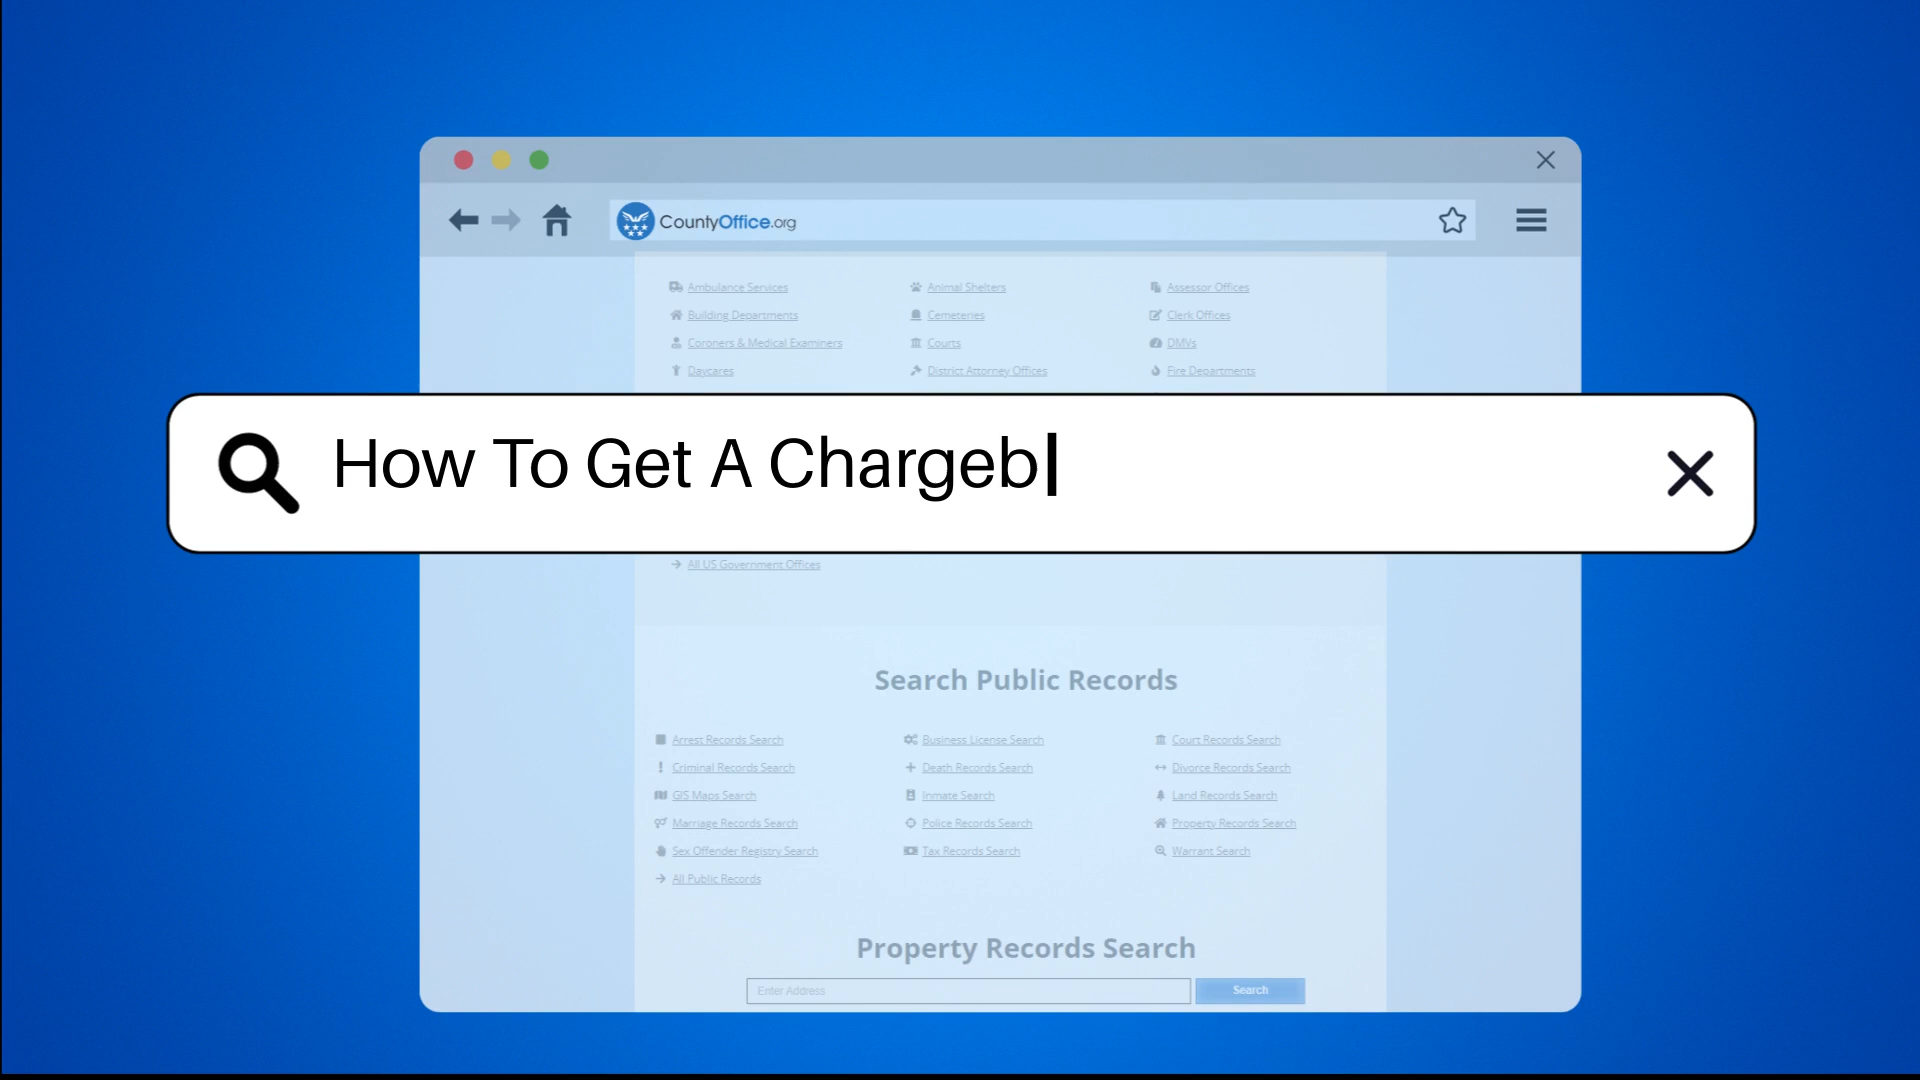 CountyOffice.org
Ambulance Services Animal Shelters Assessor Offices
Building Departments Cemeteries Clerk Offices
Coroners & Medical Examiners Courts DMVs
Daycares District Attorney Offices Fire Departments
How To Get A Chargeb
All US Government Offices
Search Public Records
Arrest Records Search Business License Search Court Records Search
Criminal Records Search Death Records Search Divorce Records Search
GIS Maps Search Inmate Search Land Records Search
Marriage Records Search Police Records Search Property Records Search
Sex Offender Registry Search Tax Records Search Warrant Search
All Public Records
Property Records Search
Enter Address Search